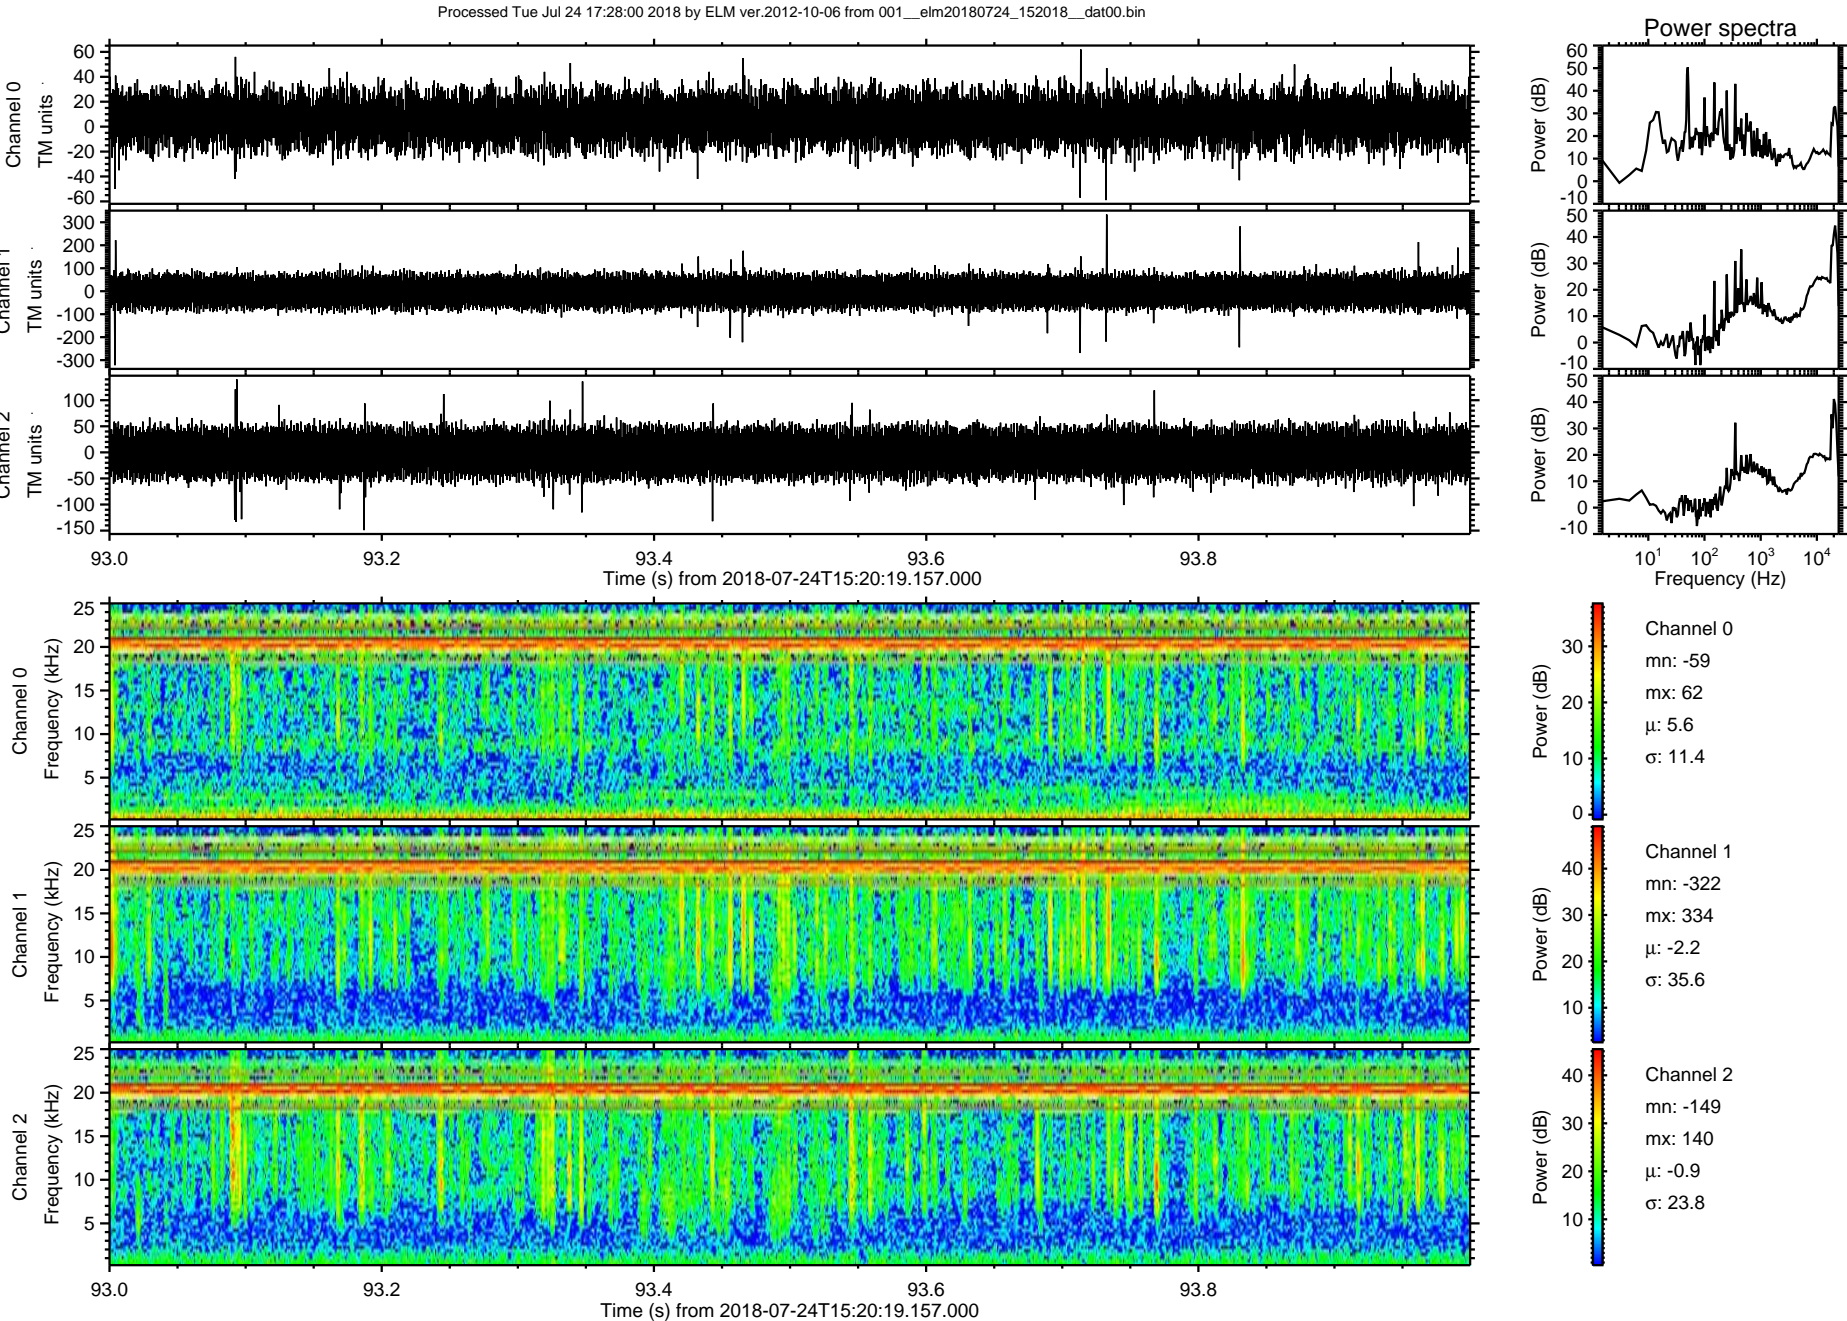 Processed Tue Jul 24 17:28:00 2018 by ELM ver.2012-10-06 from 001__elm20180724_152018__dat00.bin
Power spectra
Channel 0
TM units
60
40
20
0
-20
-40
-60
Power (dB)
60
50
40
30
20
10
0
-10
Channel 1
TM units
300
200
100
0
-100
-200
-300
Power (dB)
50
40
30
20
10
0
-10
Channel 2
TM units
100
50
0
-50
-100
-150
Power (dB)
50
40
30
20
10
0
-10
93.0 93.2 93.4 93.6 93.8
Time (s) from 2018-07-24T15:20:19.157.000
10¹ 10² 10³ 10⁴
Frequency (Hz)
Channel 0
Frequency (kHz)
25
20
15
10
5
Power (dB)
30
20
10
0
Channel 0
mn: -59
mx: 62
μ: 5.6
σ: 11.4
Channel 1
Frequency (kHz)
25
20
15
10
5
Power (dB)
40
30
20
10
Channel 1
mn: -322
mx: 334
μ: -2.2
σ: 35.6
Channel 2
Frequency (kHz)
25
20
15
10
5
Power (dB)
40
30
20
10
Channel 2
mn: -149
mx: 140
μ: -0.9
σ: 23.8
93.0 93.2 93.4 93.6 93.8
Time (s) from 2018-07-24T15:20:19.157.000